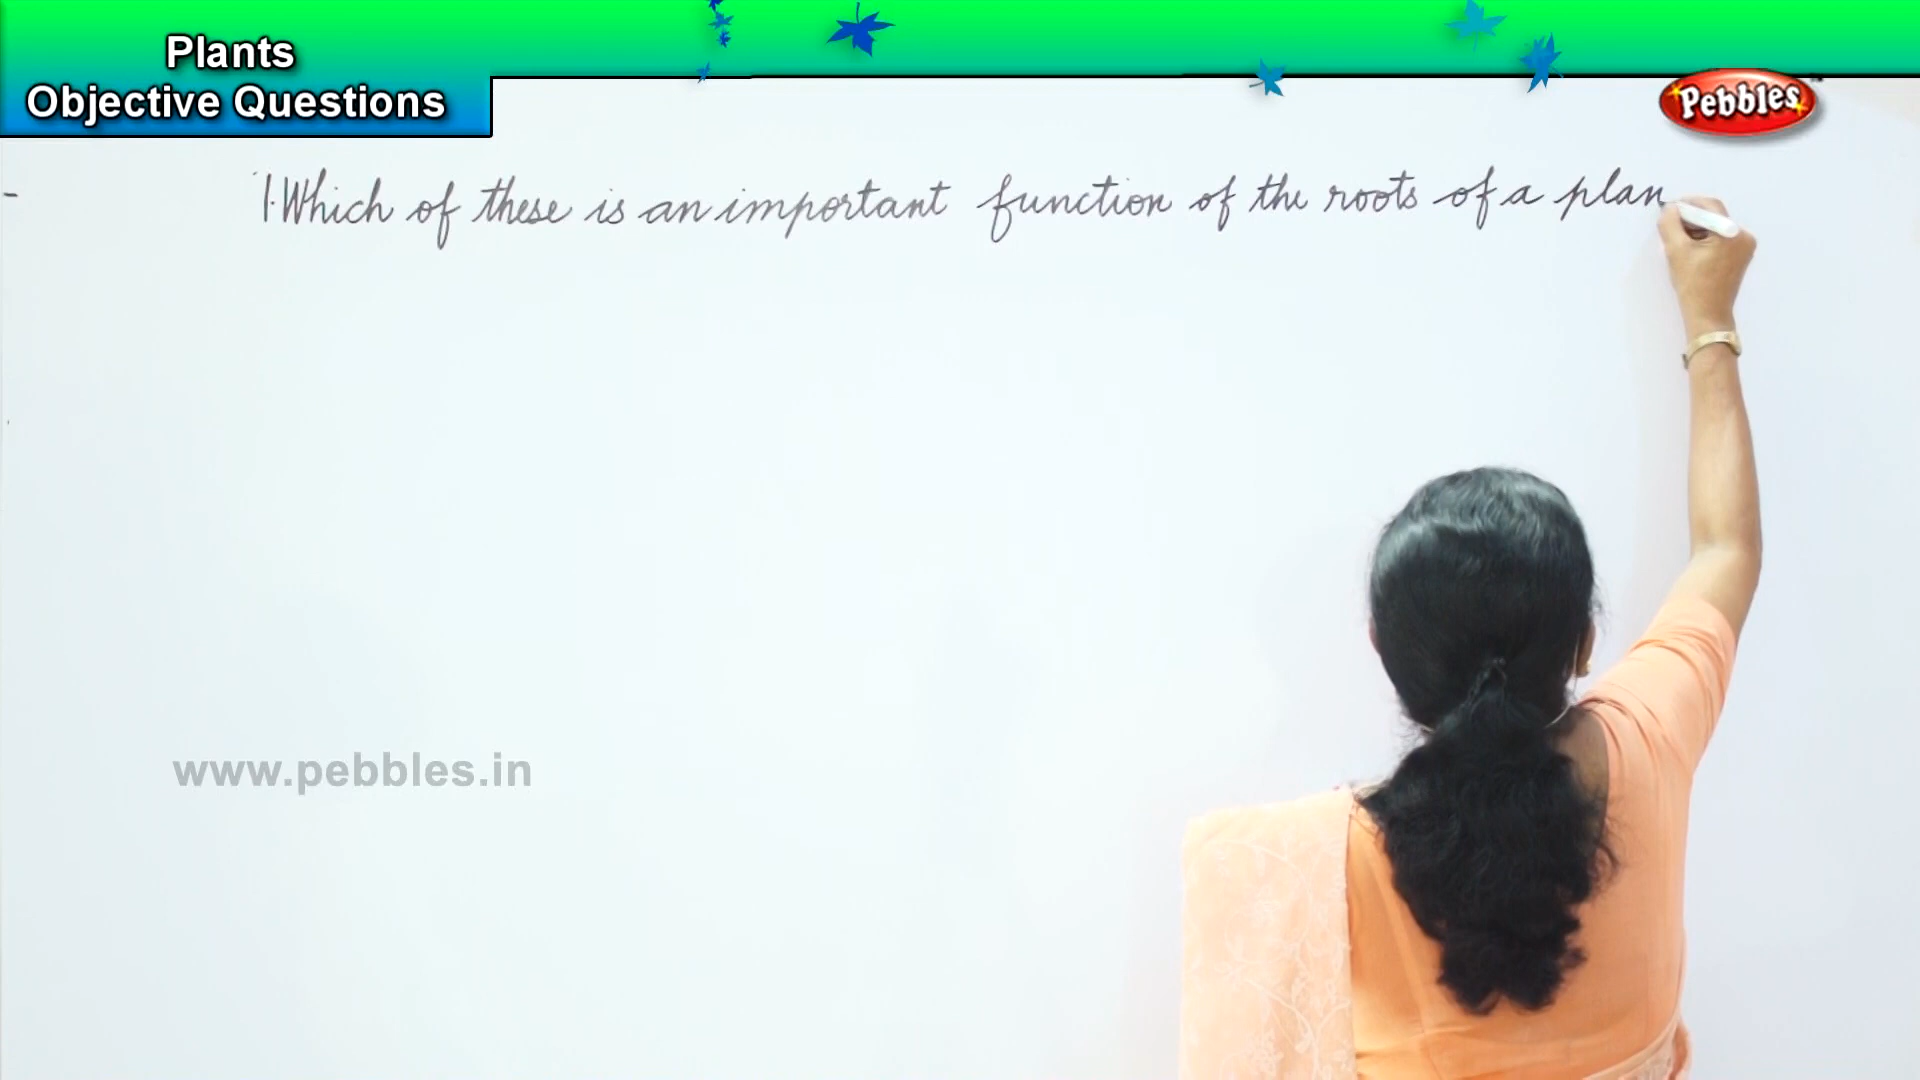 Plants
Objective Questions
Pebbles
1. Which of these is an important function of the roots of a plan
www.pebbles.in